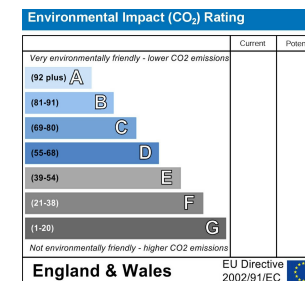 Environmental Impact (CO₂) Rating
Current Poten
Very environmentally friendly - lower CO2 emissions
(92 plus) A
(81-91) B
(69-80) C
(55-68) D
(39-54) E
(21-38) F
(1-20) G
Not environmentally friendly - higher CO2 emissions
England & Wales
EU Directive
2002/91/EC